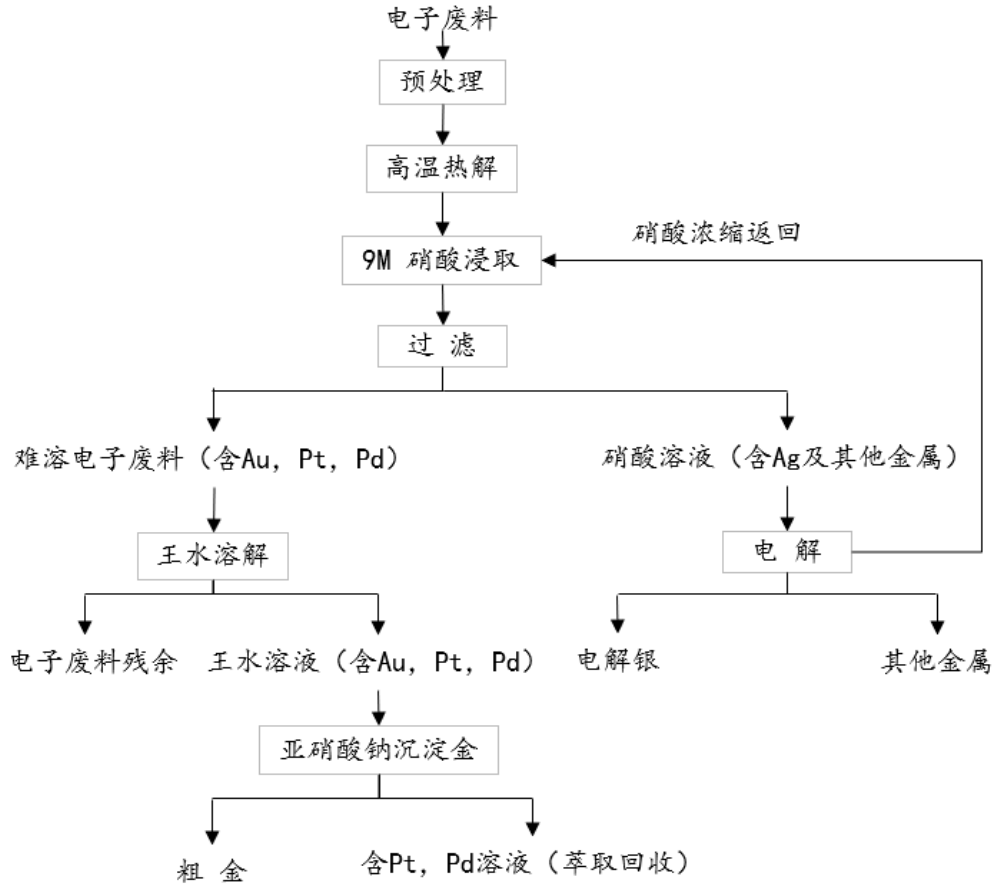 电子废料
预处理
高温热解
硝酸浓缩返回
9M 硝酸浸取
过 滤
难溶电子废料（含Au, Pt, Pd）
硝酸溶液（含Ag及其他金属）
王水溶解
电 解
电子废料残余
王水溶液（含Au, Pt, Pd）
电解银
其他金属
亚硝酸钠沉淀金
粗 金
含Pt, Pd溶液（萃取回收）